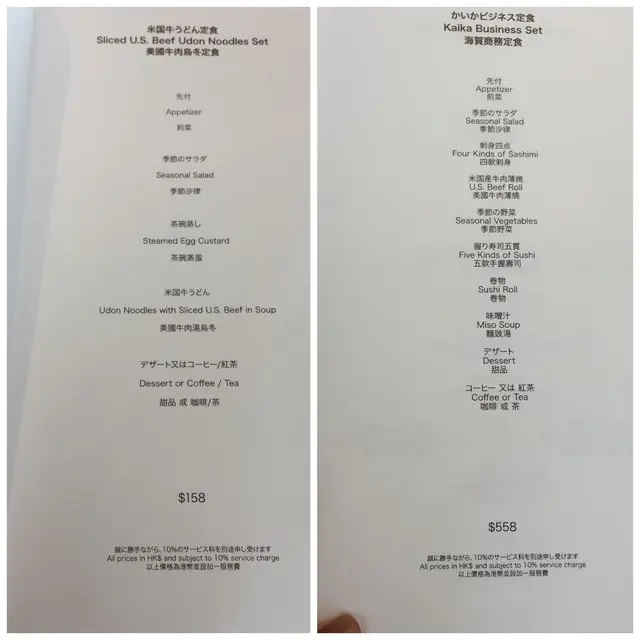 米国牛うどん定食
Sliced U.S. Beef Udon Noodles Set
美國牛肉烏冬定食
先付
Appetizer
煎菜
季節のサラダ
Seasonal Salad
季節沙律
茶碗蒸し
Steamed Egg Custard
茶碗蒸蛋
米国牛うどん
Udon Noodles with Sliced U.S. Beef in Soup
美國牛肉湯烏冬
デザート又はコーヒー/紅茶
Dessert or Coffee / Tea
甜品 或 咖啡/茶
$158
誠に勝手ながら、10%のサービス料を別途申し受けます
All prices in HK$ and subject to 10% service charge
以上價格為港幣並設加一服務費
かいかビジネス定食
Kaika Business Set
海賀商務定食
先付
Appetizer
煎菜
季節のサラダ
Seasonal Salad
季節沙律
刺身四点
Four Kinds of Sashimi
四款刺身
米国産牛肉薄焼
U.S. Beef Roll
美國牛肉薄燒
季節の野菜
Seasonal Vegetables
季節野菜
握り寿司五貫
Five Kinds of Sushi
五款手握壽司
巻物
Sushi Roll
卷物
味噌汁
Miso Soup
麵豉湯
デザート
Dessert
甜品
コーヒー 又は 紅茶
Coffee or Tea
咖啡 或 茶
$558
誠に勝手ながら、10%のサービス料を別途申し受けます
All prices in HK$ and subject to 10% service charge
以上價格為港幣並設加一服務費